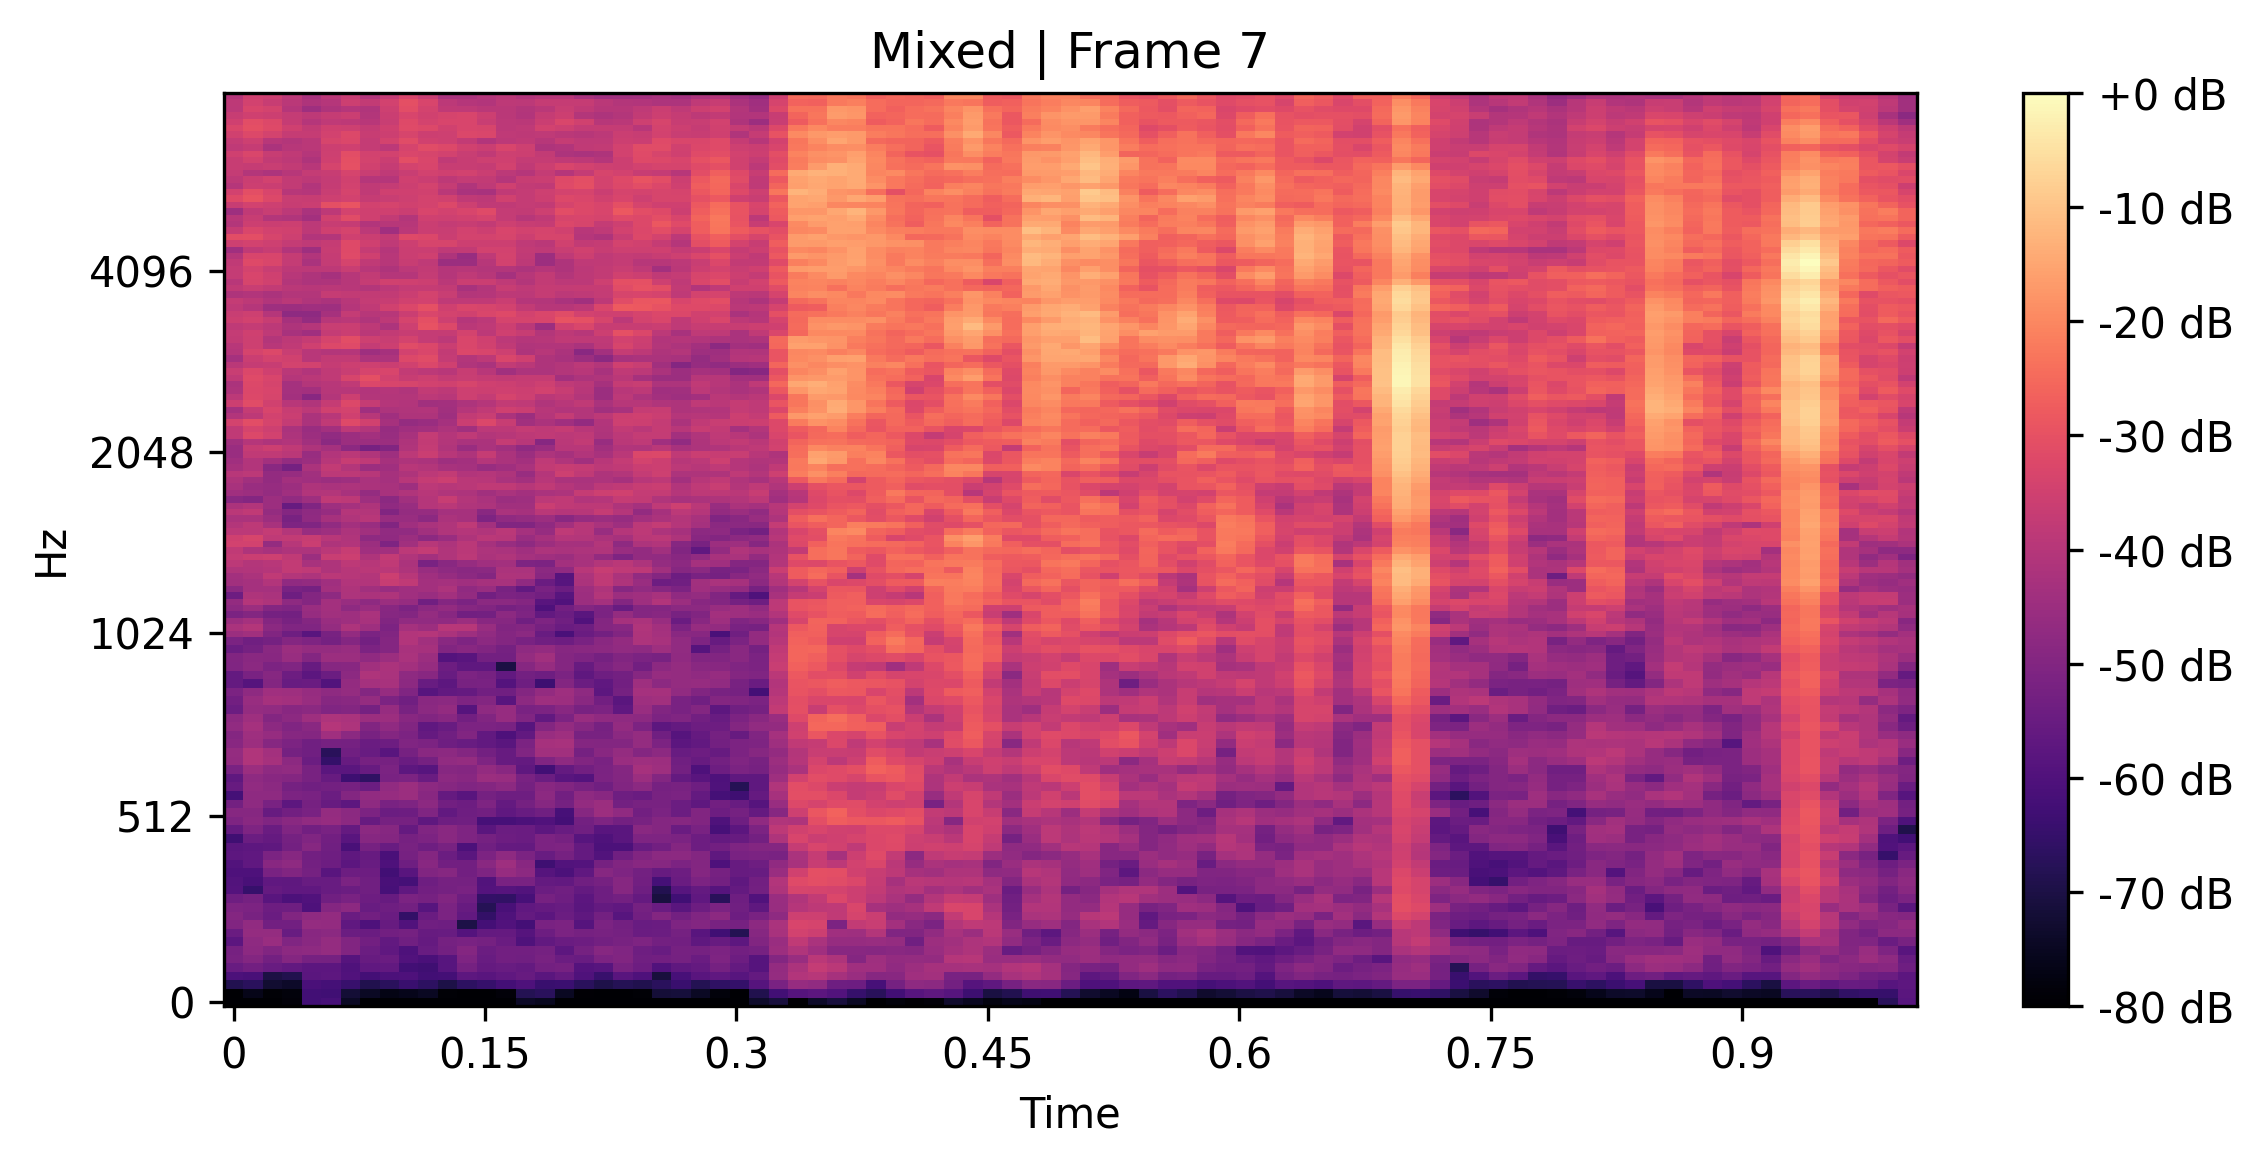 Mixed | Frame 7
+0 dB
-10 dB
-20 dB
-30 dB
-40 dB
-50 dB
-60 dB
-70 dB
-80 dB
Hz
4096
2048
1024
512
0
0 0.15 0.3 0.45 0.6 0.75 0.9
Time